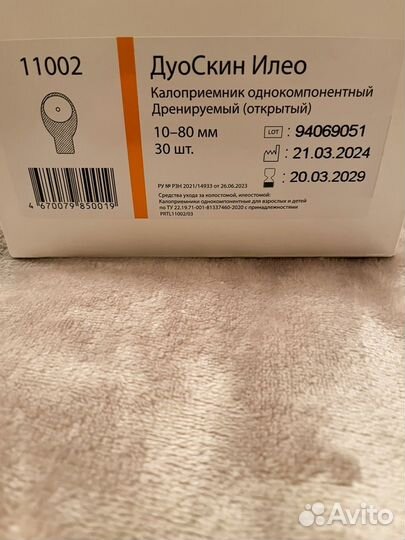 11002
ДуоСкин Илео
Калоприемник однокомпонентный
Дренируемый (открытый)
10–80 мм
30 шт.
LOT : 94069051
: 21.03.2024
: 20.03.2029
РУ № РЗН 2021/14933 от 26.06.2023
Средства ухода за колостомой, илеостомой:
Калоприемники однокомпонентные для взрослых и детей
по ТУ 22.19.71-001-81337460-2020 с принадлежностями
PRTL11002/03
4 670079 850019
Avito